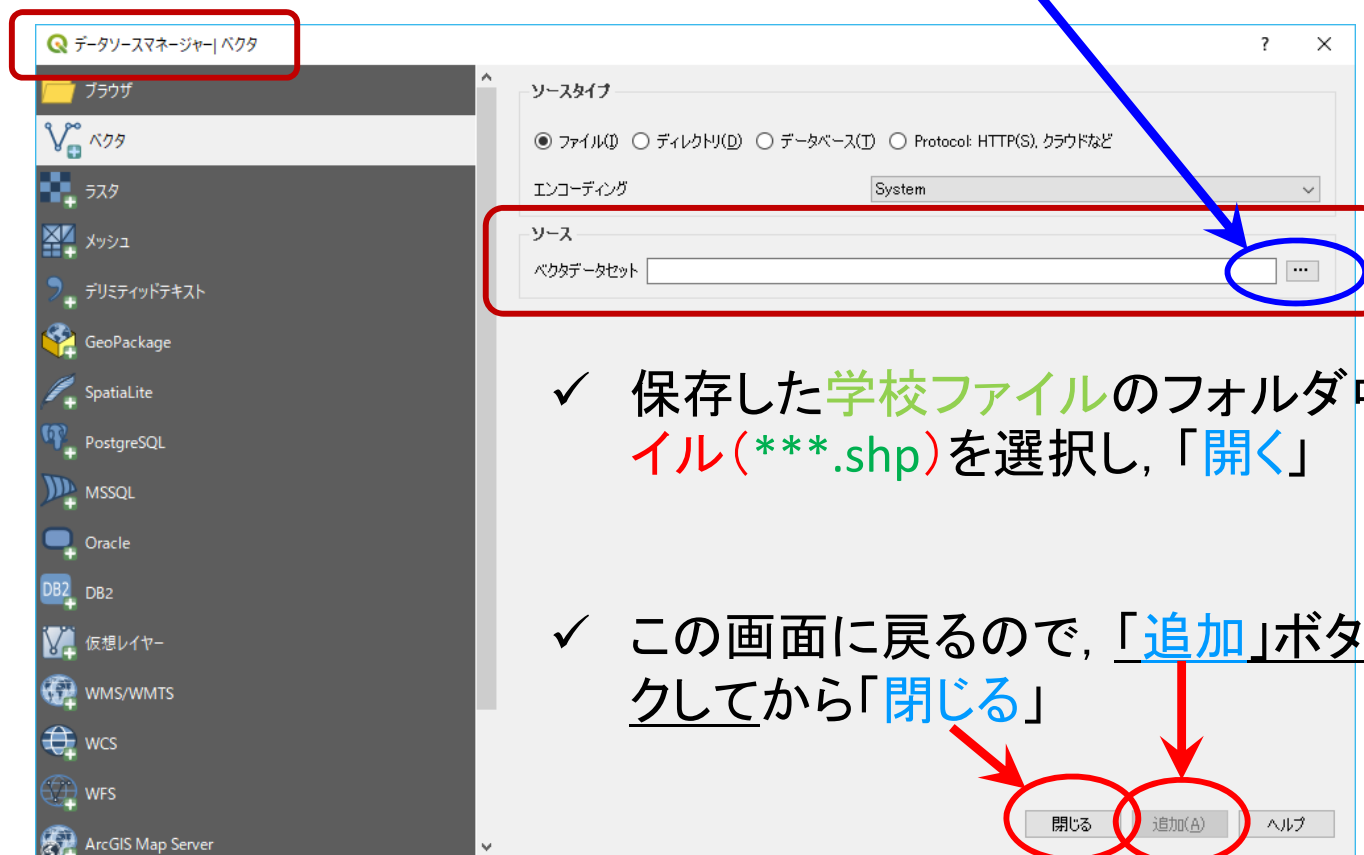 データソースマネージャー| ベクタ
?
ブラウザ
ベクタ
ラスタ
メッシュ
デリミティッドテキスト
GeoPackage
SpatiaLite
PostgreSQL
MSSQL
Oracle
DB2 DB2
仮想レイヤー
WMS/WMTS
WCS
WFS
ArcGIS Map Server
ソースタイプ
ファイル(I) ディレクトリ(D) データベース(T) Protocol: HTTP(S), クラウドなど
エンコーディング System
ソース
ベクタデータセット ...
✓ 保存した学校ファイルのフォルダ
イル(***.shp)を選択し,「開く」
✓ この画面に戻るので,「追加」ボタ
クしてから「閉じる」
閉じる 追加(A) ヘルプ